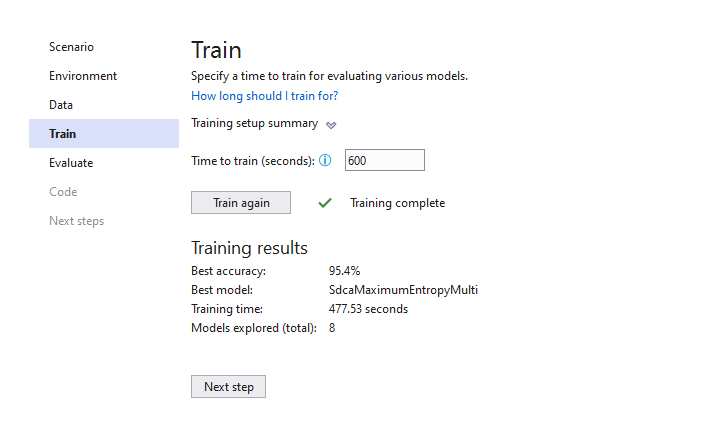 Scenario
Environment
Data
Train
Evaluate
Code
Next steps
Train
Specify a time to train for evaluating various models.
How long should I train for?
Training setup summary
Time to train (seconds): 600
Train again Training complete
Training results
Best accuracy: 95.4%
Best model: SdcaMaximumEntropyMulti
Training time: 477.53 seconds
Models explored (total): 8
Next step